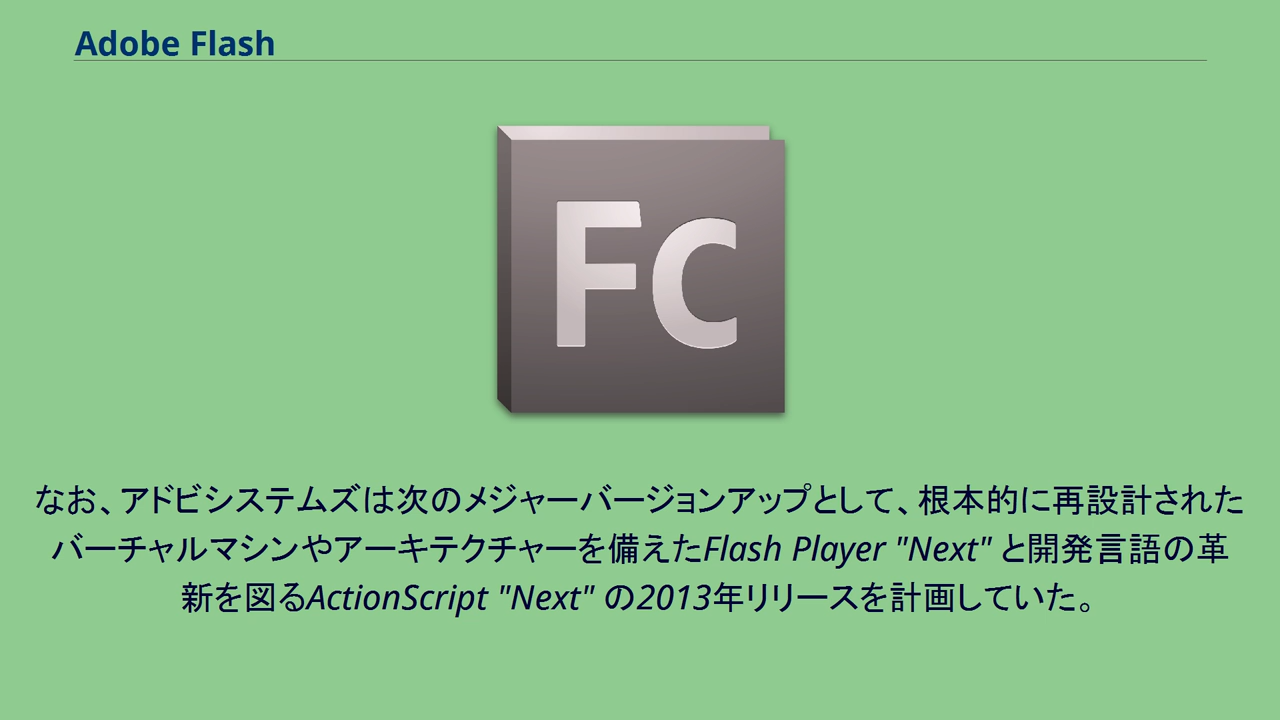 Adobe Flash
Fc
なお、アドビシステムズは次のメジャーバージョンアップとして、根本的に再設計された
バーチャルマシンやアーキテクチャーを備えたFlash Player "Next" と開発言語の革
新を図るActionScript "Next" の2013年リリースを計画していた。